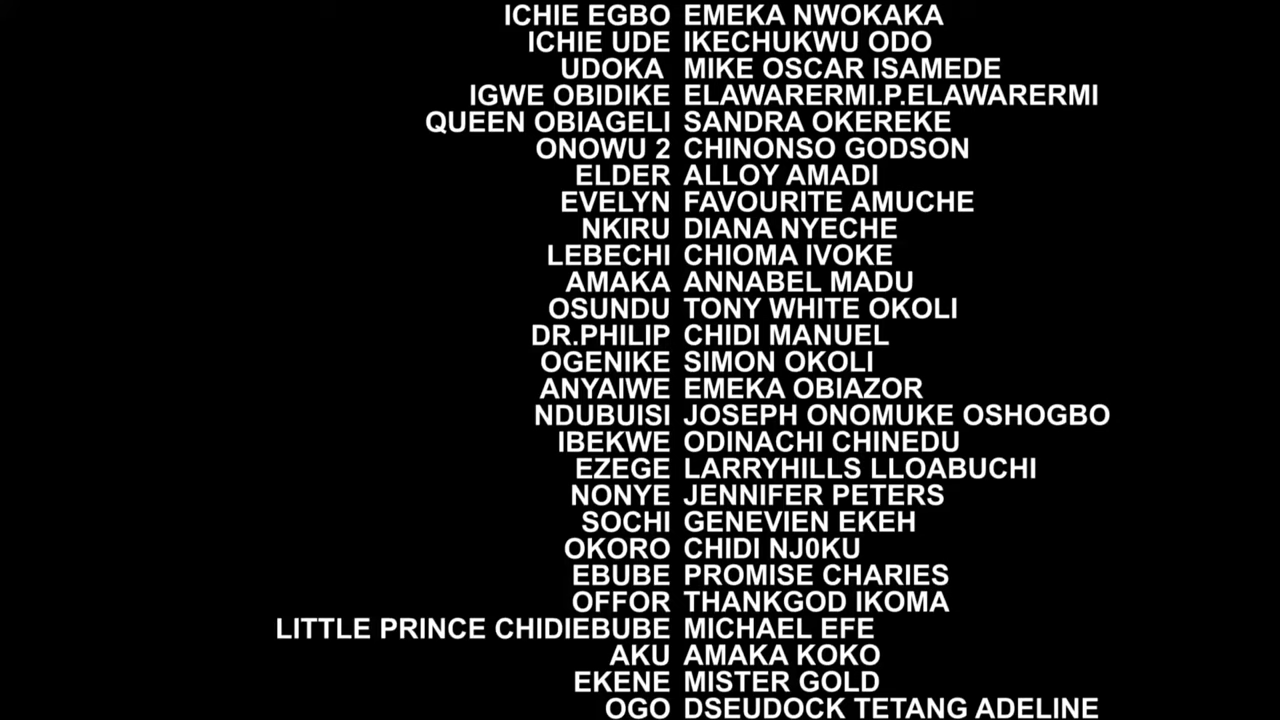 ICHIE EGBO EMEKA NWOKAKA
ICHIE UDE IKECHUKWU ODO
UDOKA MIKE OSCAR ISAMEDE
IGWE OBIDIKE ELAWARERMI.P.ELAWARERMI
QUEEN OBIAGELI SANDRA OKEREKE
ONOWU 2 CHINONSO GODSON
ELDER ALLOY AMADI
EVELYN FAVOURITE AMUCHE
NKIRU DIANA NYECHE
LEBECHI CHIOMA IVOKE
AMAKA ANNABEL MADU
OSUNDU TONY WHITE OKOLI
DR.PHILIP CHIDI MANUEL
OGENIKE SIMON OKOLI
ANYAIWE EMEKA OBIAZOR
NDUBUISI JOSEPH ONOMUKE OSHOGBO
IBEKWE ODINACHI CHINEDU
EZEGE LARRYHILLS LLOABUCHI
NONYE JENNIFER PETERS
SOCHI GENEVIEN EKEH
OKORO CHIDI NJ0KU
EBUBE PROMISE CHARIES
OFFOR THANKGOD IKOMA
LITTLE PRINCE CHIDIEBUBE MICHAEL EFE
AKU AMAKA KOKO
EKENE MISTER GOLD
OGO DSEUDOCK TETANG ADELINE